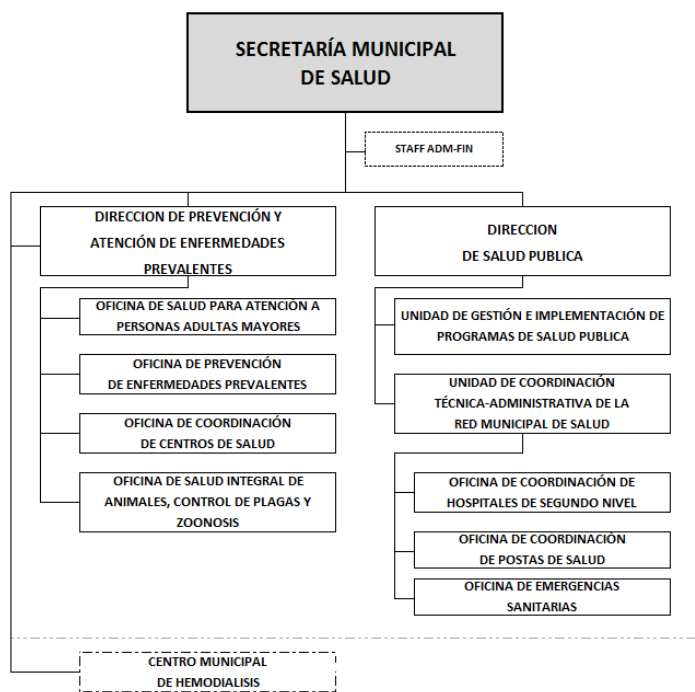 SECRETARÍA MUNICIPAL
DE SALUD
STAFF ADM-FIN
DIRECCION DE PREVENCIÓN Y
ATENCIÓN DE ENFERMEDADES
PREVALENTES
OFICINA DE SALUD PARA ATENCIÓN A
PERSONAS ADULTAS MAYORES
OFICINA DE PREVENCIÓN
DE ENFERMEDADES PREVALENTES
OFICINA DE COORDINACIÓN
DE CENTROS DE SALUD
OFICINA DE SALUD INTEGRAL DE
ANIMALES, CONTROL DE PLAGAS Y
ZOONOSIS
DIRECCION
DE SALUD PUBLICA
UNIDAD DE GESTIÓN E IMPLEMENTACIÓN DE
PROGRAMAS DE SALUD PUBLICA
UNIDAD DE COORDINACIÓN
TÉCNICA-ADMINISTRATIVA DE LA
RED MUNICIPAL DE SALUD
OFICINA DE COORDINACIÓN DE
HOSPITALES DE SEGUNDO NIVEL
OFICINA DE COORDINACIÓN
DE POSTAS DE SALUD
OFICINA DE EMERGENCIAS
SANITARIAS
CENTRO MUNICIPAL
DE HEMODIALISIS